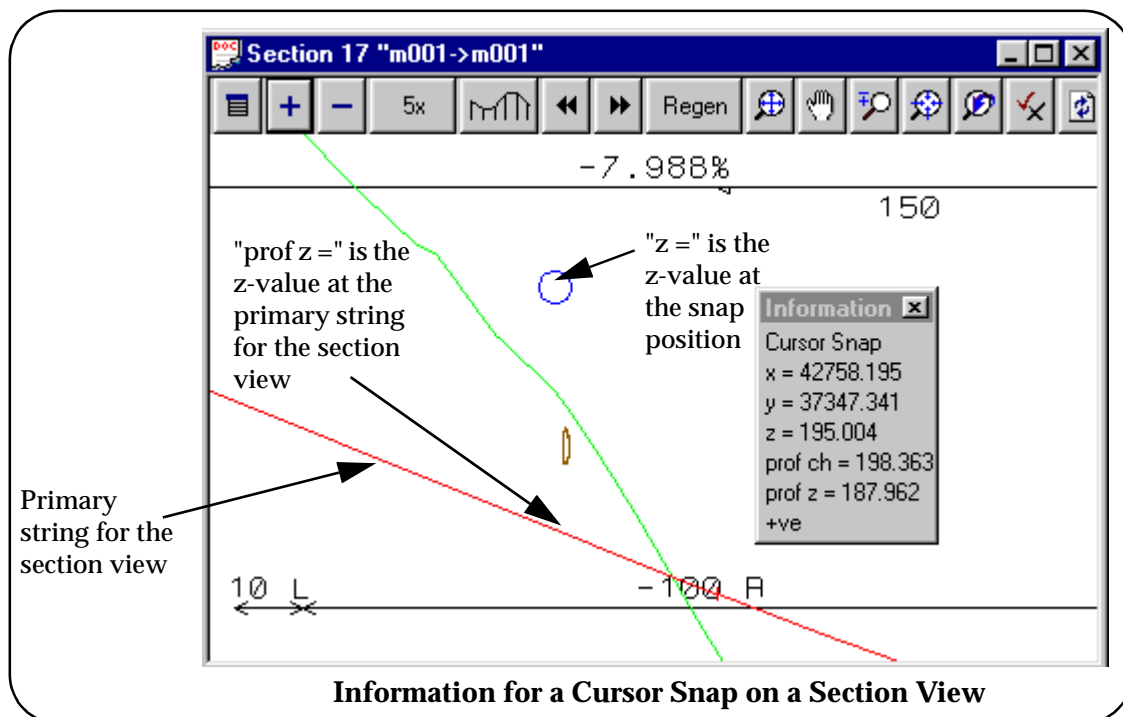 DOC
Section 17 "m001->m001"
5x
Regen
-7.988%
150
"prof z =" is the
z-value at the
primary string
for the section
view
"z =" is the
z-value at
the snap
position
Information
Cursor Snap
x = 42758.195
y = 37347.341
z = 195.004
prof ch = 198.363
prof z = 187.962
+ve
Primary
string for the
section view
10 L
-100 R
Information for a Cursor Snap on a Section View